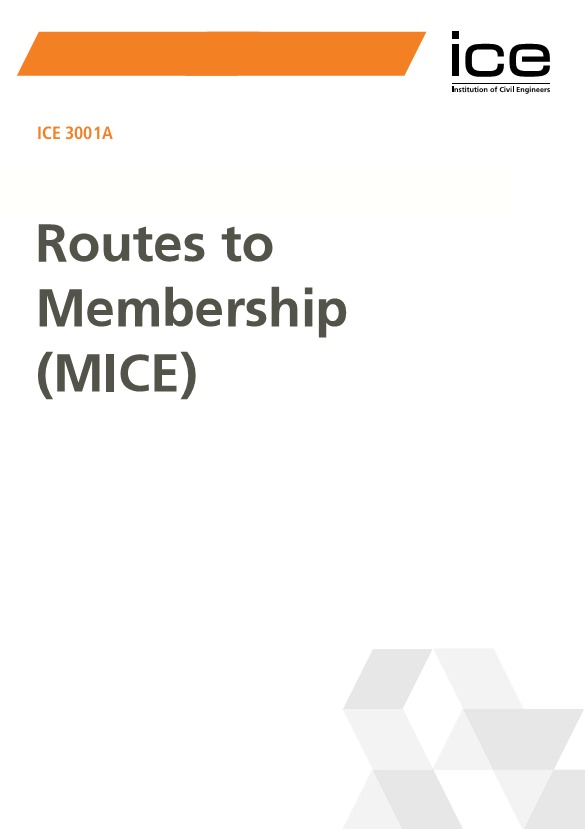 ice
Institution of Civil Engineers
ICE 3001A
Routes to
Membership
(MICE)